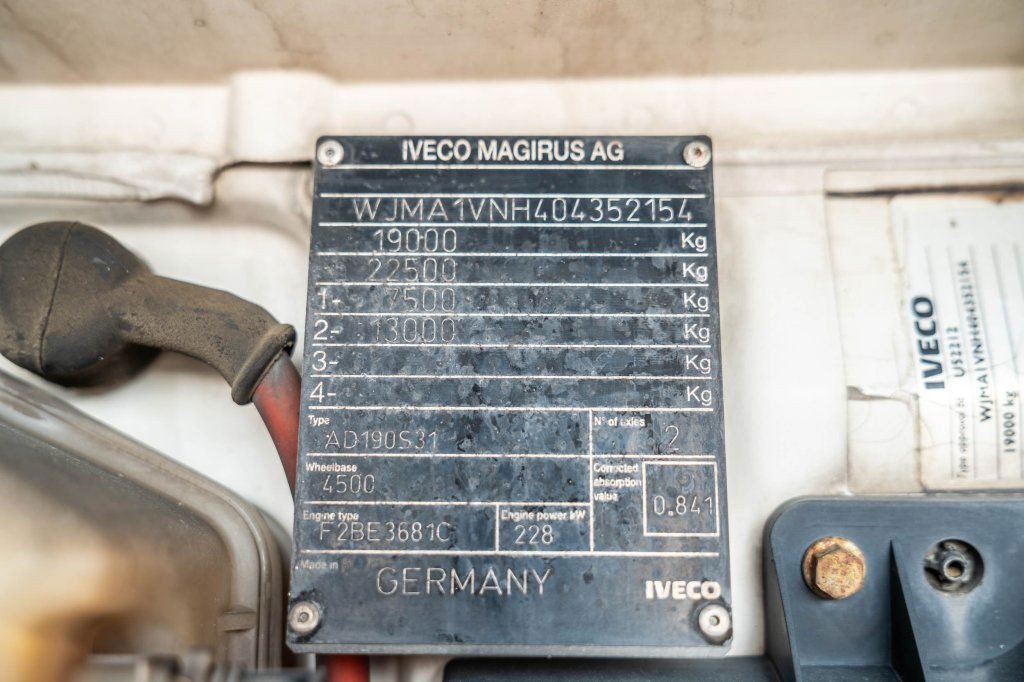 IVECO MAGIRUS AG
WJMA1VNH404352154
19000 Kg
22500 Kg
1- 7500 Kg
2- 13000 Kg
3- Kg
4- Kg
Type
AD190S31
N° of axles
2
Wheelbase
4500
Corrected
absorption
value
0.841
Engine type
F2BE3681C
Engine power kW
228
Made in
GERMANY
IVECO
IVECO
US2212
WJMA1VNH404352154
19000 kg